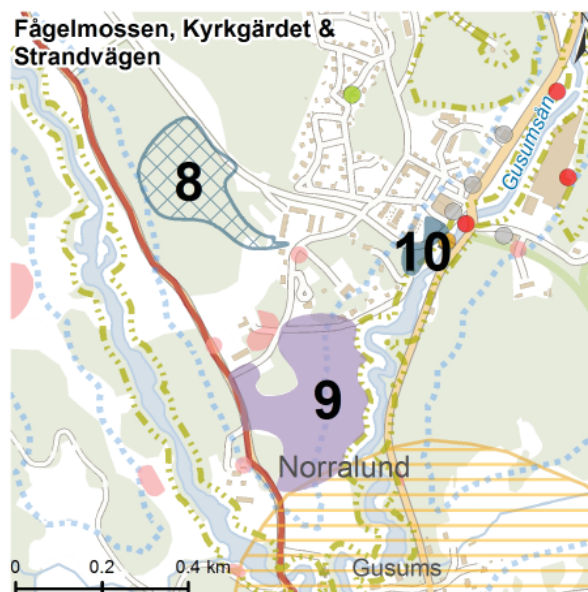 Fågelmossen, Kyrkgärdet &
Strandvägen
Gusumsån
8
10
9
Norralund
Gusums
0 0.2 0.4 km